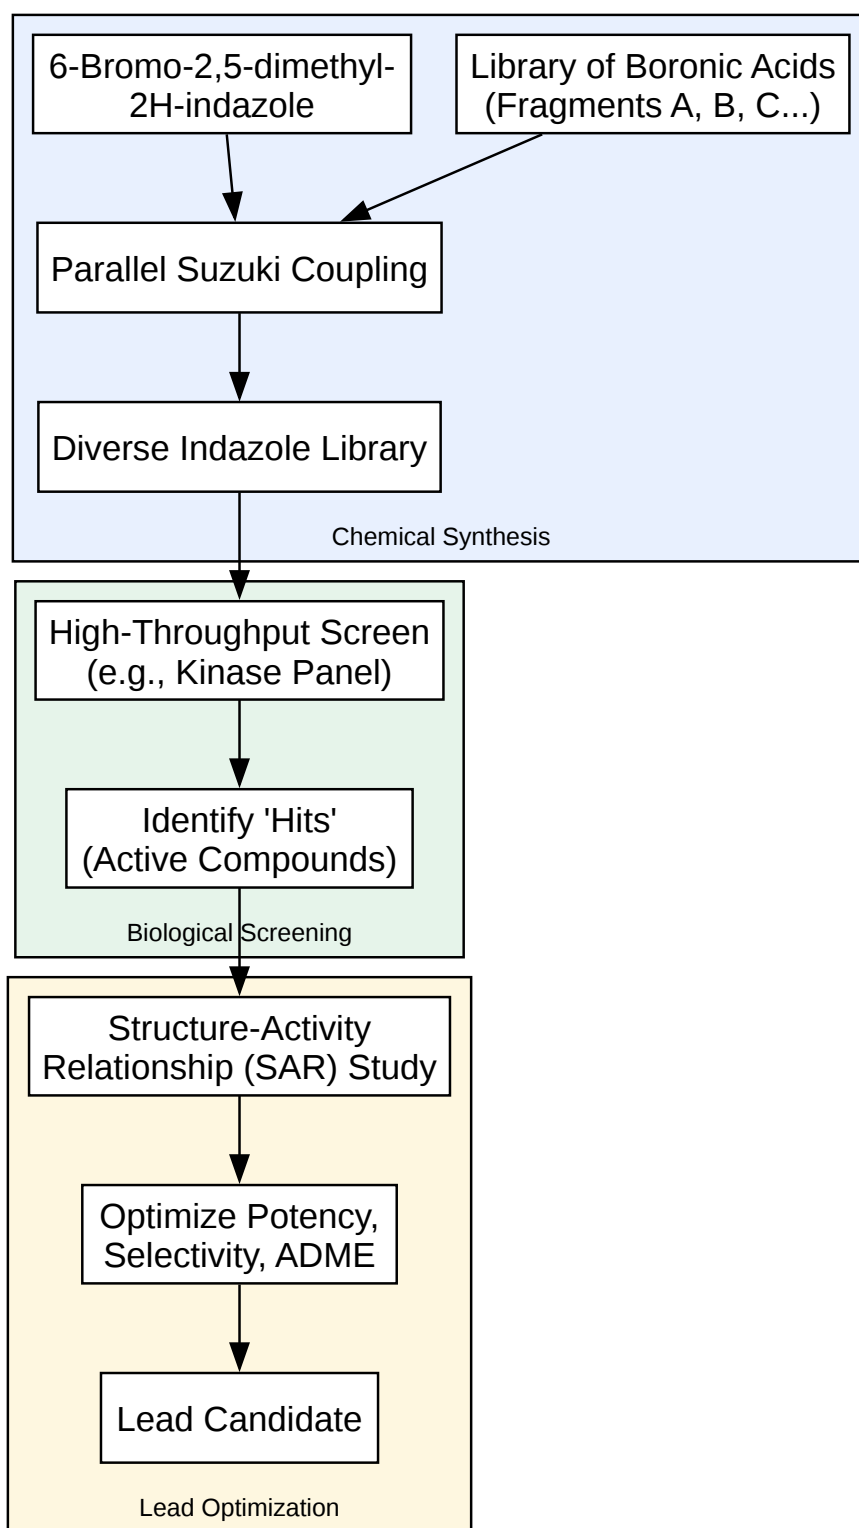 6-Bromo-2,5-dimethyl-
2H-indazole
Library of Boronic Acids
(Fragments A, B, C...)
Parallel Suzuki Coupling
Diverse Indazole Library
Chemical Synthesis
High-Throughput Screen
(e.g., Kinase Panel)
Identify 'Hits'
(Active Compounds)
Biological Screening
Structure-Activity
Relationship (SAR) Study
Optimize Potency,
Selectivity, ADME
Lead Candidate
Lead Optimization